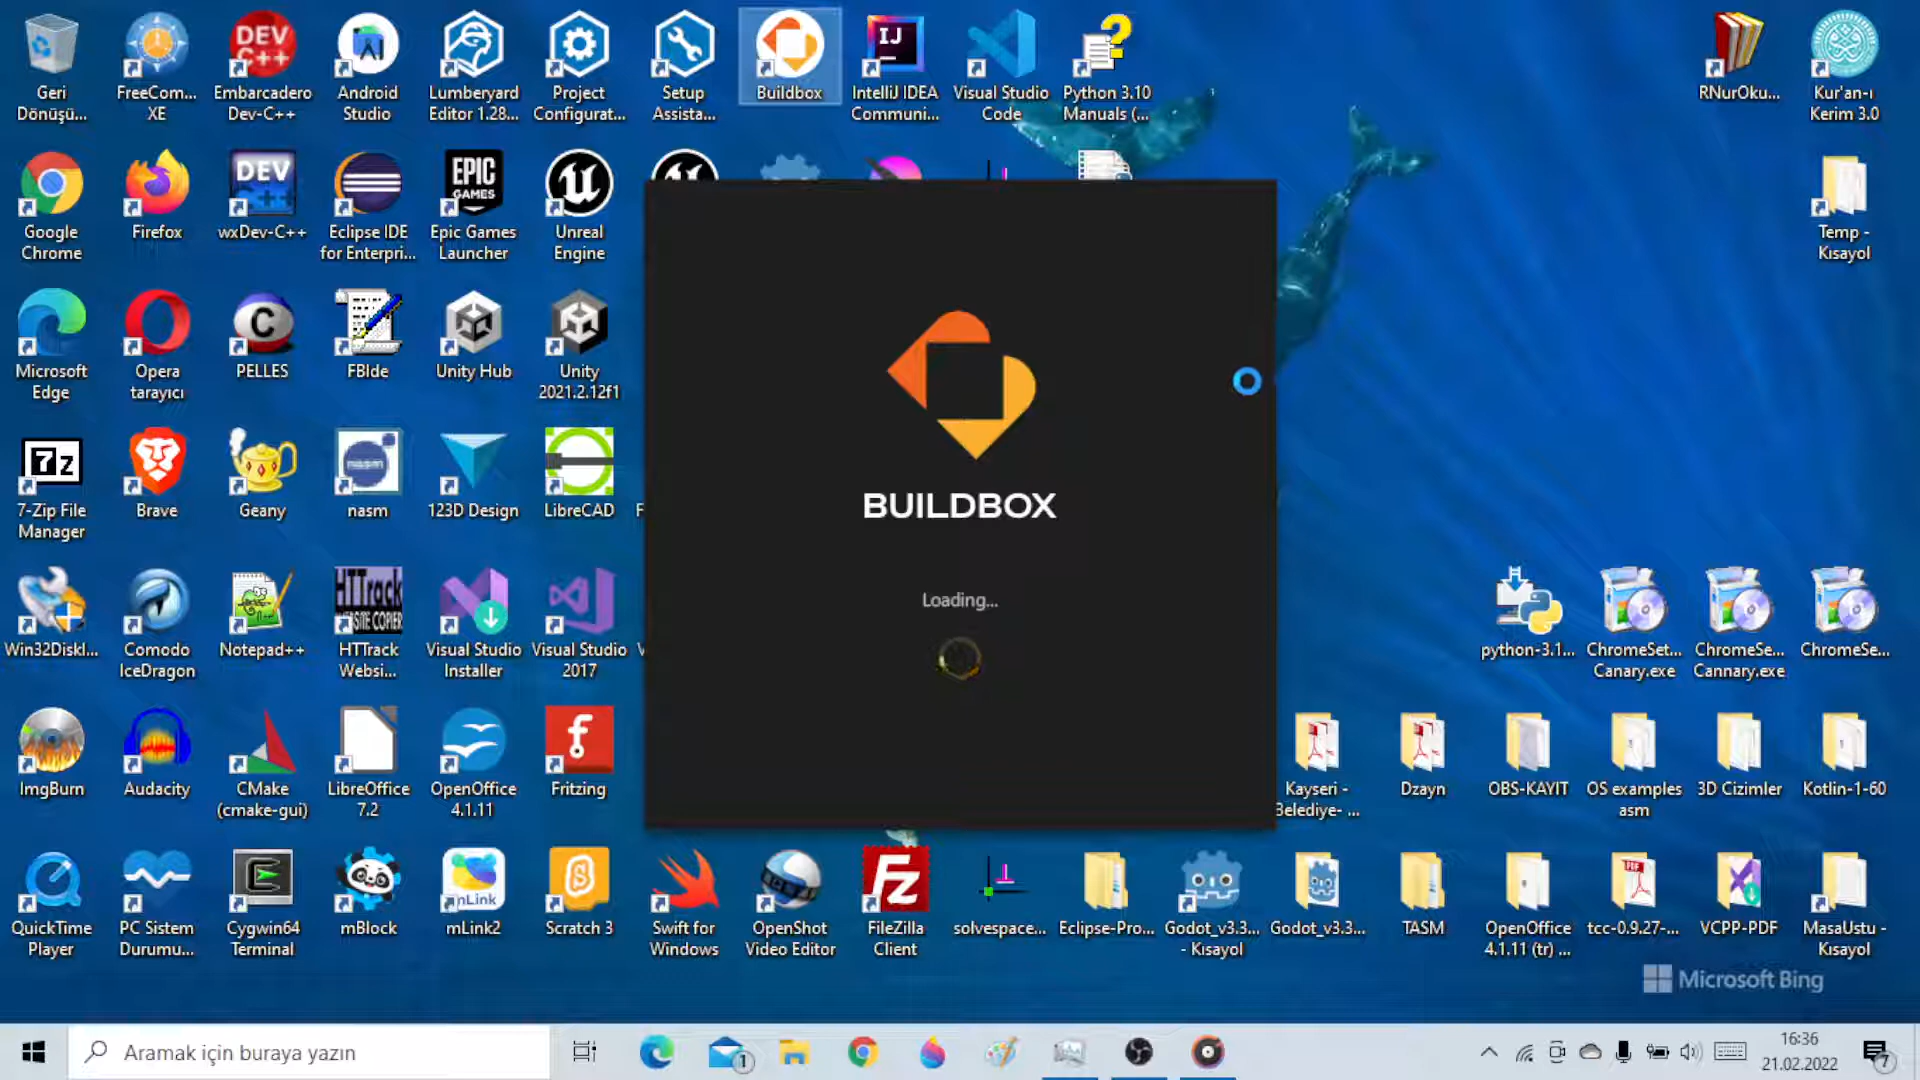 Geri
Dönüşü...
FreeCom...
XE
Embarcadero
Dev-C++
Android
Studio
Lumberyard
Editor 1.28...
Project
Configurat...
Setup
Assista...
Buildbox
IntelliJ IDEA
Communi...
Visual Studio
Code
Python 3.10
Manuals (...
RNurOku...
Kur'an-ı
Kerim 3.0
Google
Chrome
Firefox
wxDev-C++
Eclipse IDE
for Enterpri...
Epic Games
Launcher
Unreal
Engine
Temp -
Kısayol
Microsoft
Edge
Opera
tarayıcı
PELLES
FBIde
Unity Hub
Unity
2021.2.12f1
7-Zip File
Manager
Brave
Geany
nasm
123D Design
LibreCAD
F
BUILDBOX
Loading...
Win32Diskl...
Comodo
IceDragon
Notepad++
HTTrack
Websi...
Visual Studio
Installer
Visual Studio
2017
V
python-3.1...
ChromeSet...
Canary.exe
ChromeSe...
Cannary.exe
ChromeSe...
ImgBurn
Audacity
CMake
(cmake-gui)
LibreOffice
7.2
OpenOffice
4.1.11
Fritzing
Kayseri -
Belediye- ...
Dzayn
OBS-KAYIT
OS examples
asm
3D Cizimler
Kotlin-1-60
QuickTime
Player
PC Sistem
Durumu...
Cygwin64
Terminal
mBlock
mLink2
Scratch 3
Swift for
Windows
OpenShot
Video Editor
FileZilla
Client
solvespace...
Eclipse-Pro...
Godot_v3.3...
- Kısayol
Godot_v3.3...
TASM
OpenOffice
4.1.11 (tr) ...
tcc-0.9.27-...
VCPP-PDF
MasaUstu -
Kısayol
Microsoft Bing
Aramak için buraya yazın
1
16:36
21.02.2022
7